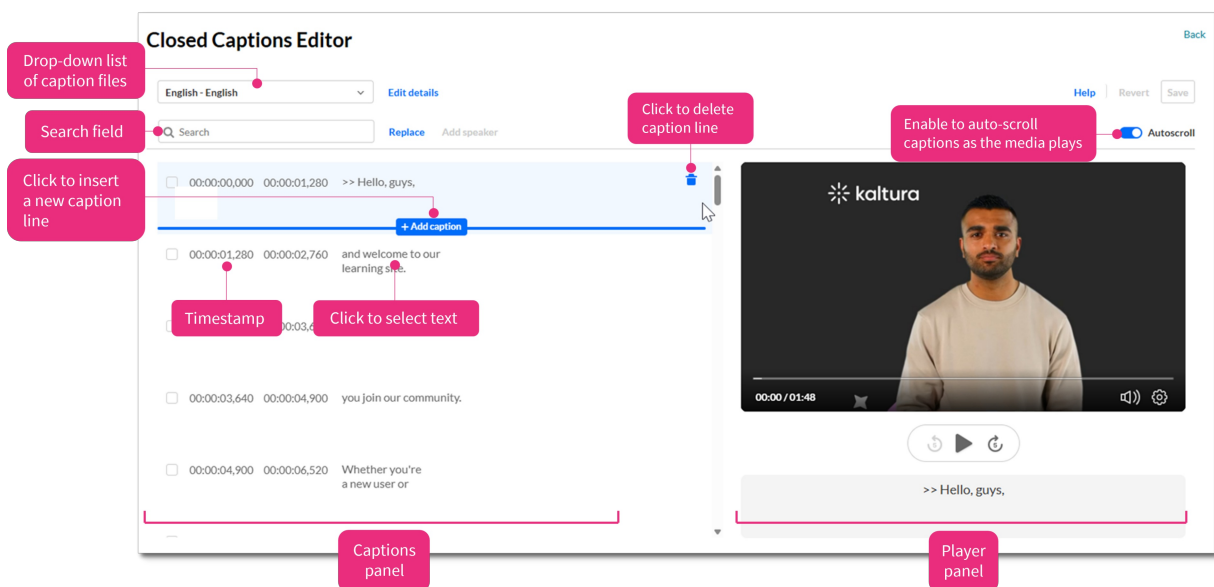 Closed Captions Editor
Back
Drop-down list
of caption files
English - English
Edit details
Help
Revert
Save
Search field
Search
Replace
Add speaker
Click to delete
caption line
Enable to auto-scroll
captions as the media plays
Autoscroll
Click to insert
a new caption
line
00:00:00,000 00:00:01,280 >> Hello, guys,
+ Add caption
00:00:01,280 00:00:02,760 and welcome to our
learning site.
Timestamp
Click to select text
00:00:03,640 00:00:04,900 you join our community.
00:00:04,900 00:00:06,520 Whether you're
a new user or
kaltura
00:00 / 01:48
5
5
>> Hello, guys,
Captions
panel
Player
panel